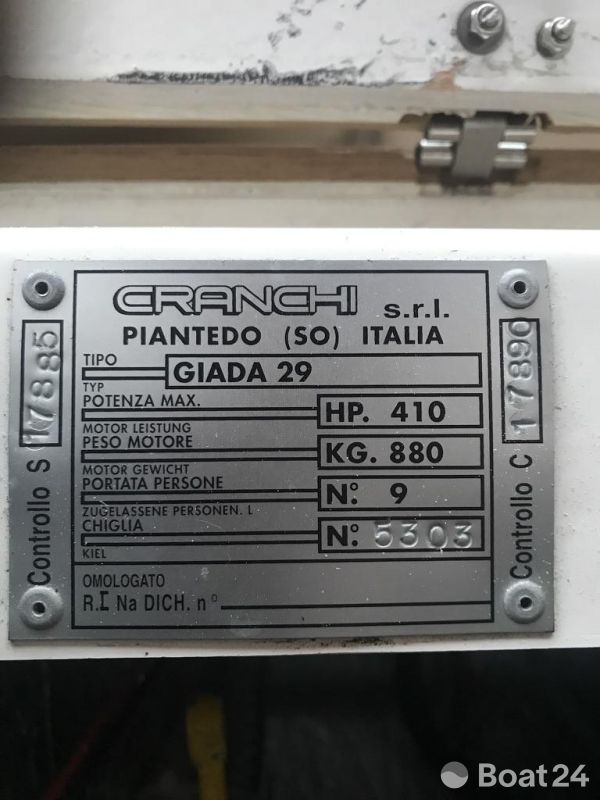 CRANCHI s.r.l.
PIANTEDO (SO) ITALIA
TIPO
GIADA 29
TYP
POTENZA MAX.
HP. 410
MOTOR LEISTUNG
PESO MOTORE
KG. 880
MOTOR GEWICHT
PORTATA PERSONE
N.º 9
ZUGELASSENE PERSONEN. L
CHIGLIA
N.º 5303
KIEL
OMOLOGATO
R.I Na DICH. nº
Controllo S 17885
Controllo C 17890
Boat24